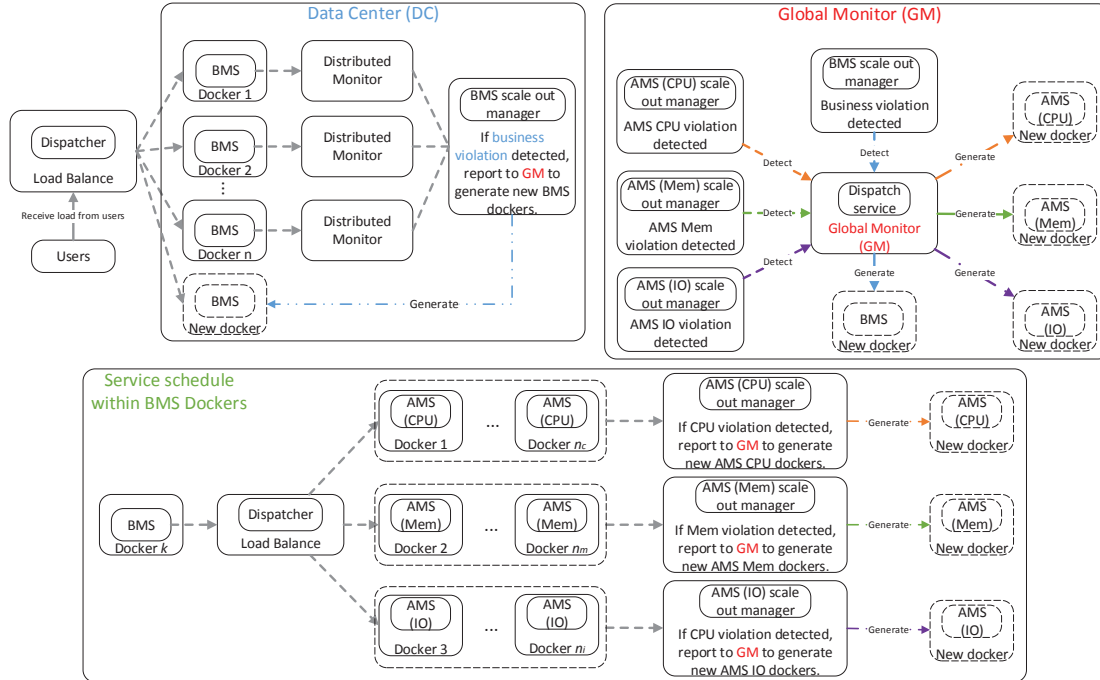 Data Center (DC)
BMS
Docker 1
Distributed
Monitor
BMS
Docker 2
Distributed
Monitor
⋮
BMS
Docker n
Distributed
Monitor
BMS
New docker
Dispatcher
Load Balance
Receive load from users
Users
BMS scale out
manager
If business
violation detected,
report to GM to
generate new BMS
dockers.
Generate
Global Monitor (GM)
AMS (CPU) scale
out manager
AMS CPU violation
detected
Detect
BMS scale out
manager
Business violation
detected
Detect
AMS (Mem) scale
out manager
AMS Mem
violation detected
Detect
AMS (IO) scale
out manager
AMS IO violation
detected
Detect
Dispatch
service
Global Monitor
(GM)
Generate
AMS
(CPU)
New docker
Generate
AMS
(Mem)
New docker
Generate
AMS
(IO)
New docker
Generate
BMS
New docker
Service schedule
within BMS Dockers
BMS
Docker k
Dispatcher
Load Balance
AMS
(CPU)
Docker 1
...
AMS
(CPU)
Docker nc
AMS (CPU) scale
out manager
If CPU violation detected,
report to GM to generate
new AMS CPU dockers.
Generate
AMS
(CPU)
New docker
AMS
(Mem)
Docker 2
...
AMS
(Mem)
Docker nm
AMS (Mem) scale
out manager
If Mem violation detected,
report to GM to generate
new AMS Mem dockers.
Generate
AMS
(Mem)
New docker
AMS
(IO)
Docker 3
...
AMS
(IO)
Docker ni
AMS (IO) scale
out manager
If CPU violation detected,
report to GM to generate
new AMS IO dockers.
Generate
AMS
(IO)
New docker